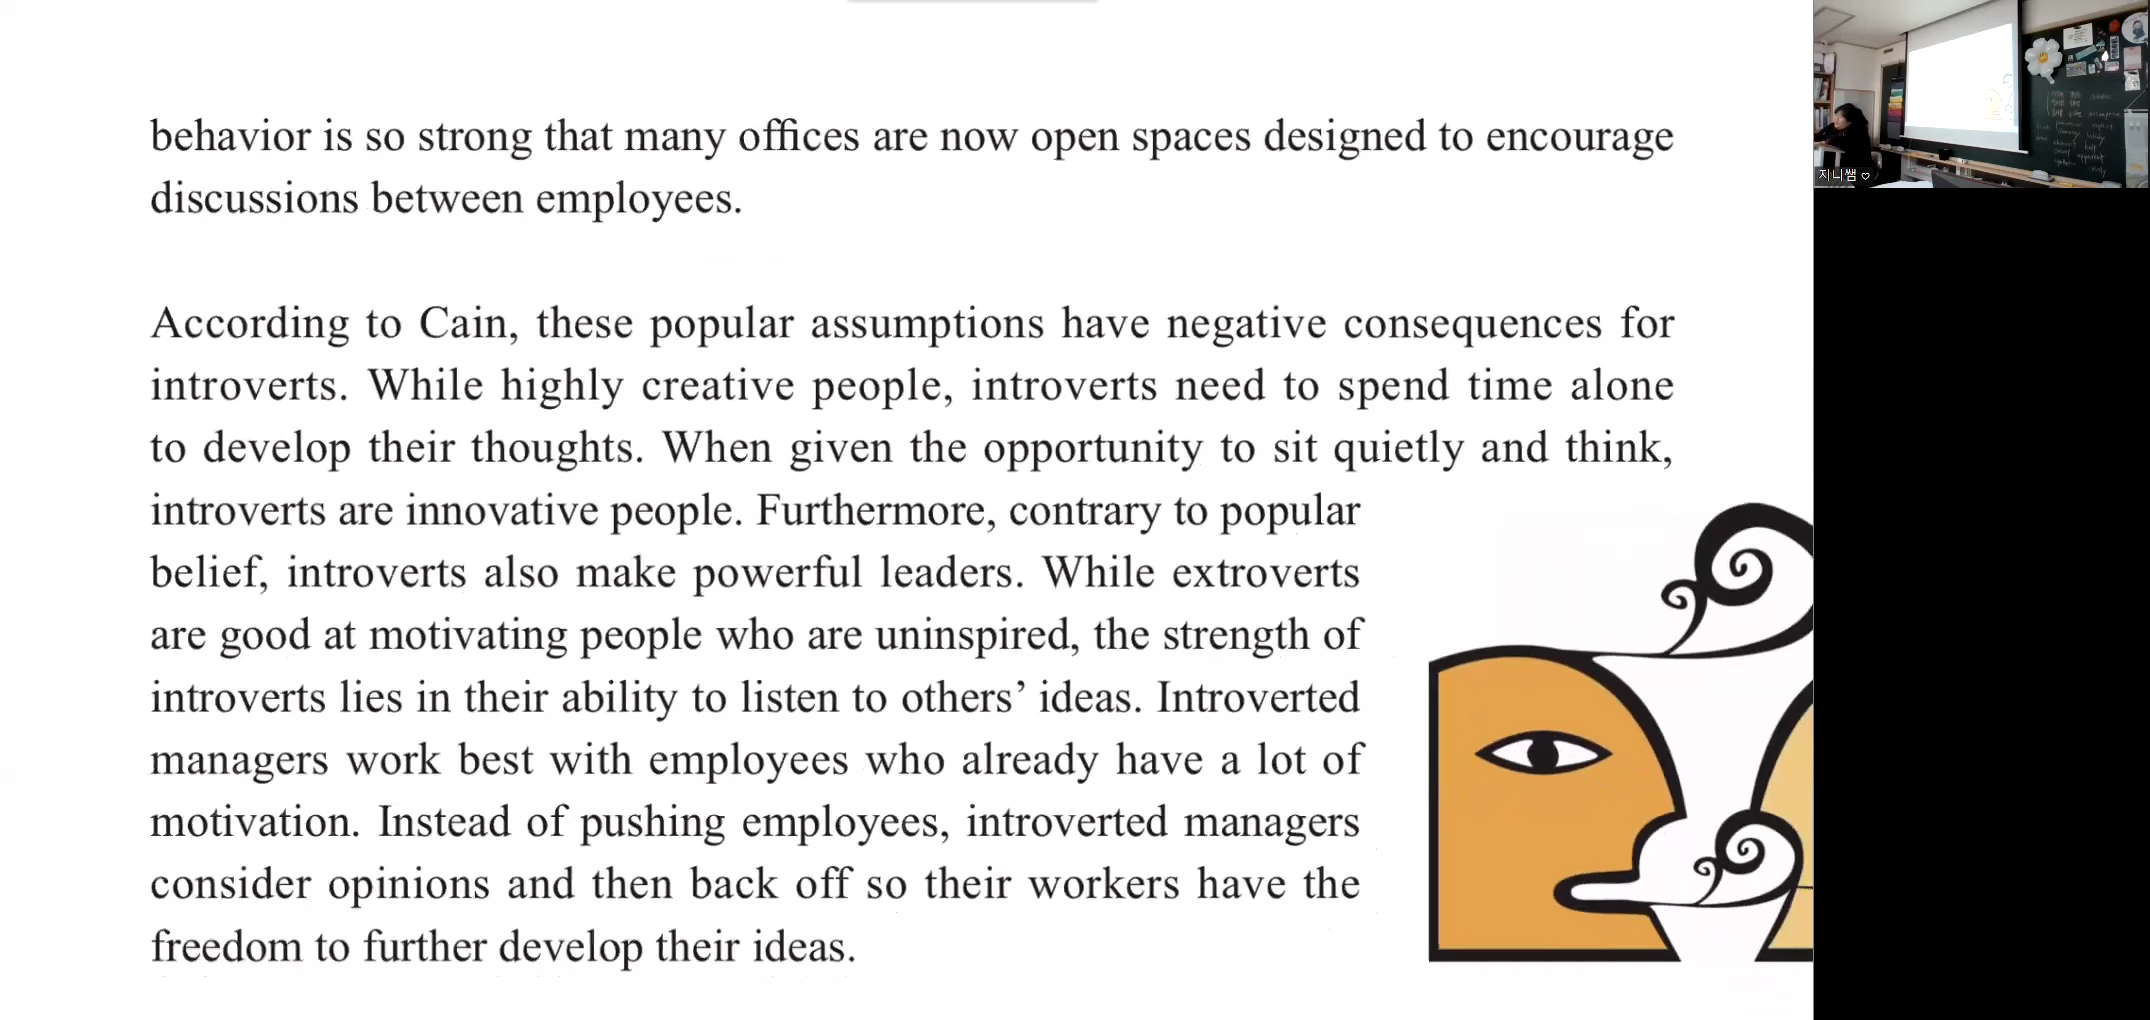 behavior is so strong that many offices are now open spaces designed to encourage
discussions between employees.
According to Cain, these popular assumptions have negative consequences for
introverts. While highly creative people, introverts need to spend time alone
to develop their thoughts. When given the opportunity to sit quietly and think,
introverts are innovative people. Furthermore, contrary to popular
belief, introverts also make powerful leaders. While extroverts
are good at motivating people who are uninspired, the strength of
introverts lies in their ability to listen to others’ ideas. Introverted
managers work best with employees who already have a lot of
motivation. Instead of pushing employees, introverted managers
consider opinions and then back off so their workers have the
freedom to further develop their ideas.
지니쌤 ♡